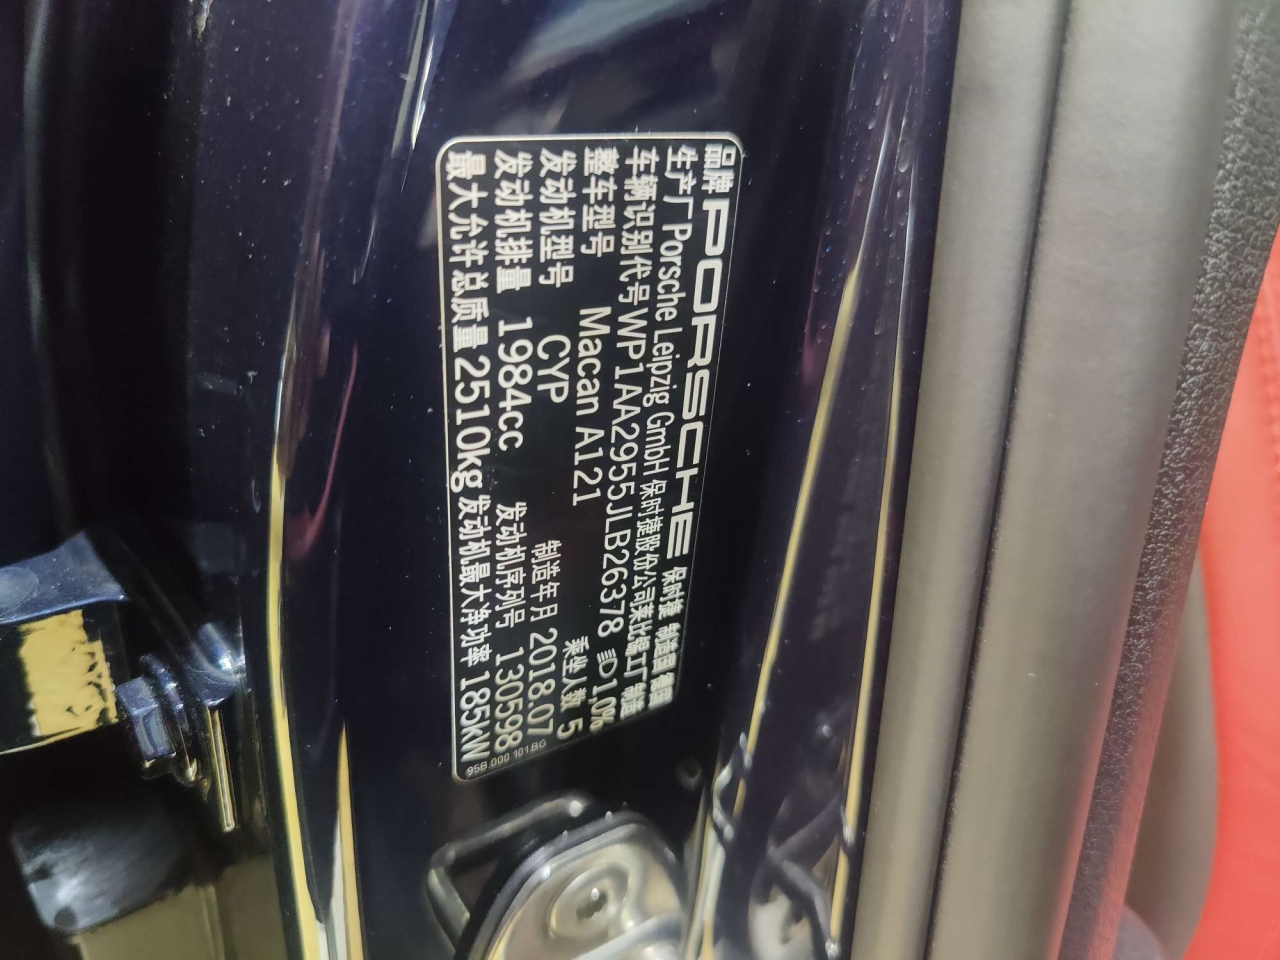 品牌 PORSCHE 保时捷 制造国 德国
生产厂 Porsche Leipzig GmbH 保时捷股份公司莱比锡工厂 制造
车辆识别代号 WP1AA2955JLB26378 1,0%
整车型号 Macan A121 乘坐人数 5
发动机型号 CYP 制造年月 2018.07
发动机排量 1984cc 发动机序列号 130598
最大允许总质量 2510kg 发动机最大净功率 185kW
95B.000.101.BG